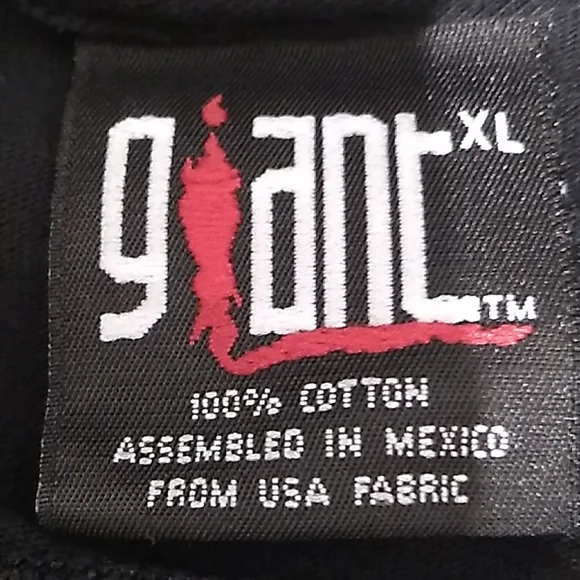 giant XL
TM
100% COTTON
ASSEMBLED IN MEXICO
FROM USA FABRIC